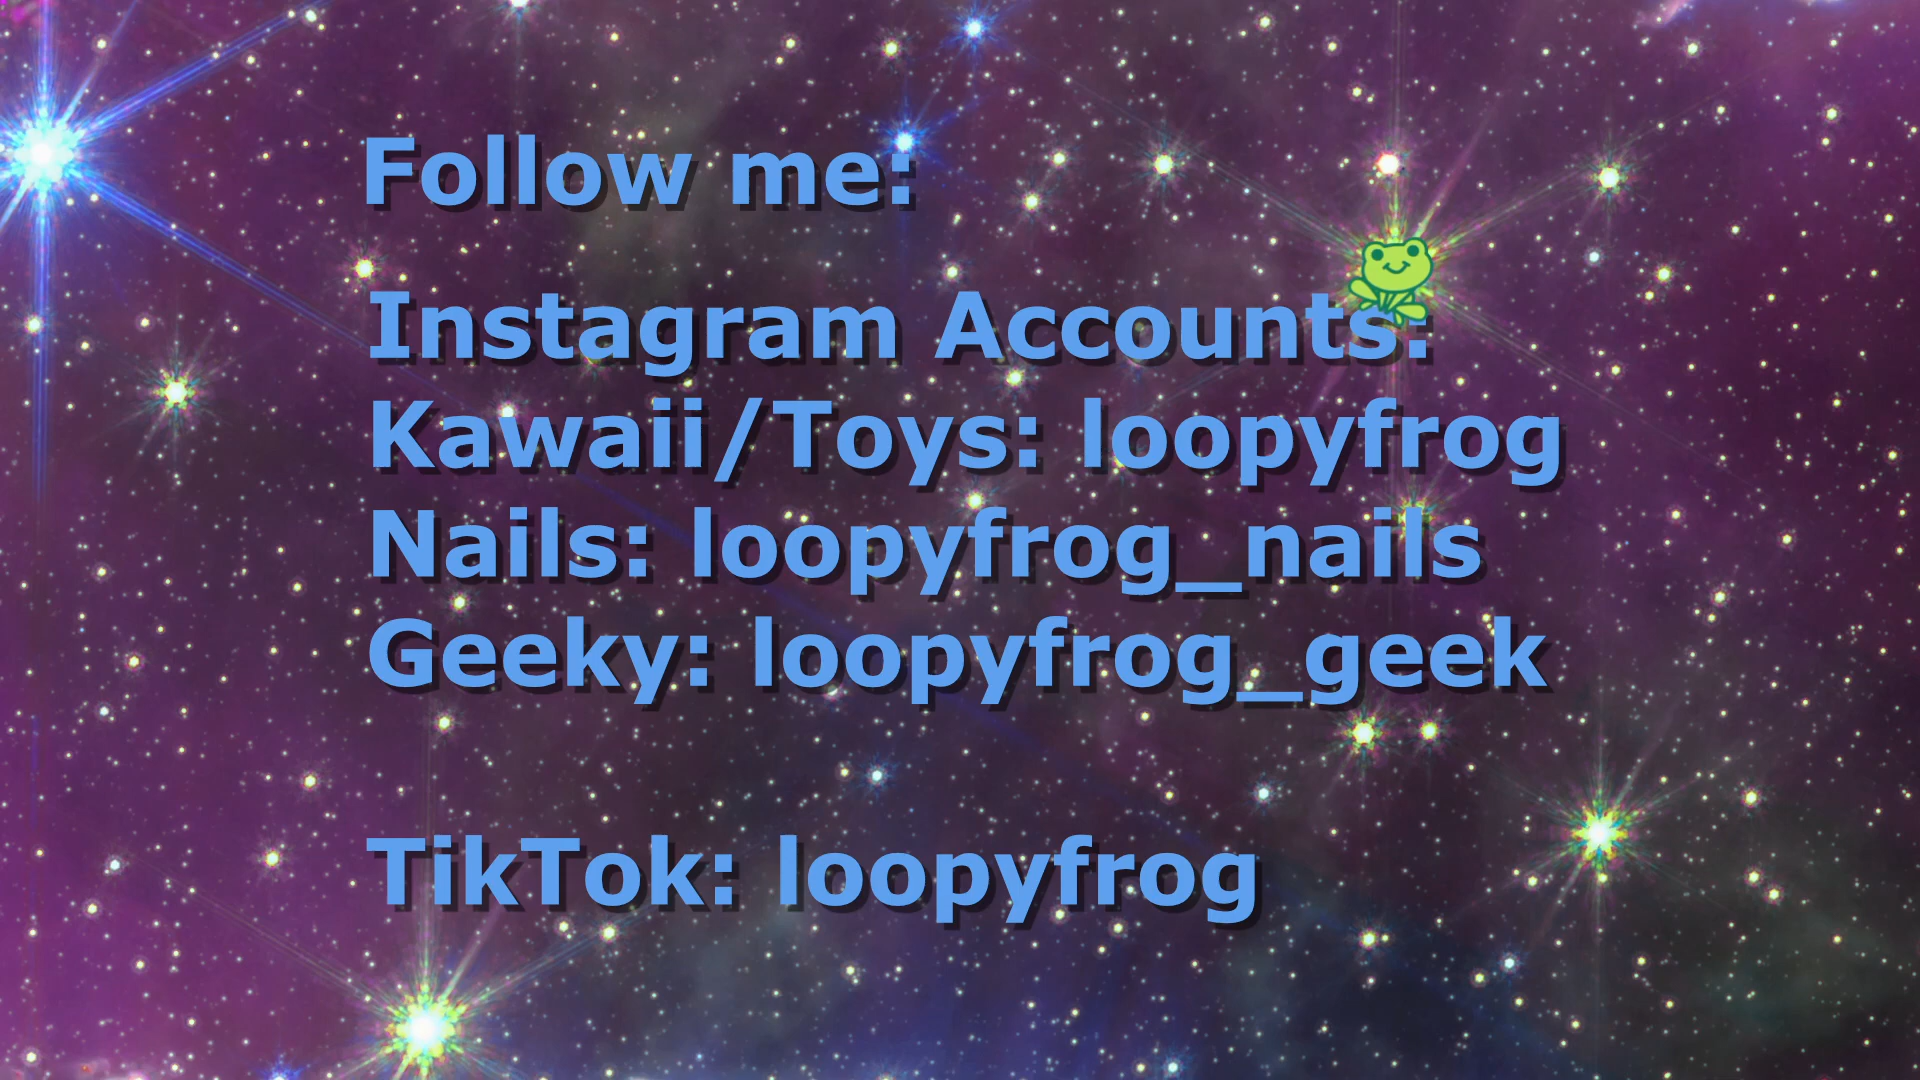 Follow me:
Instagram Accounts:
Kawaii/Toys: loopyfrog
Nails: loopyfrog_nails
Geeky: loopyfrog_geek
TikTok: loopyfrog